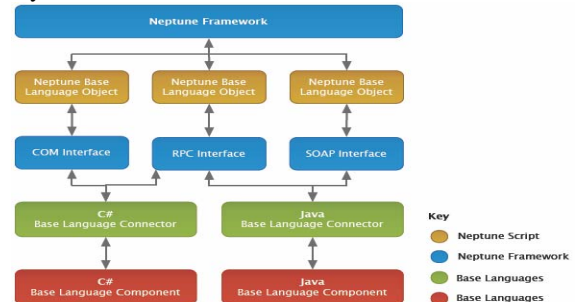 Neptune Framework
Neptune Base Neptune Base Neptune Base
Language Object Language Object Language Object
COM Interface RPC Interface SOAP Interface
C# Java
Base Language Connector Base Language Connector
Key
Neptune Script
Neptune Framework
C# Java
Base Language Component Base Language Component
Base Languages
Base Languages